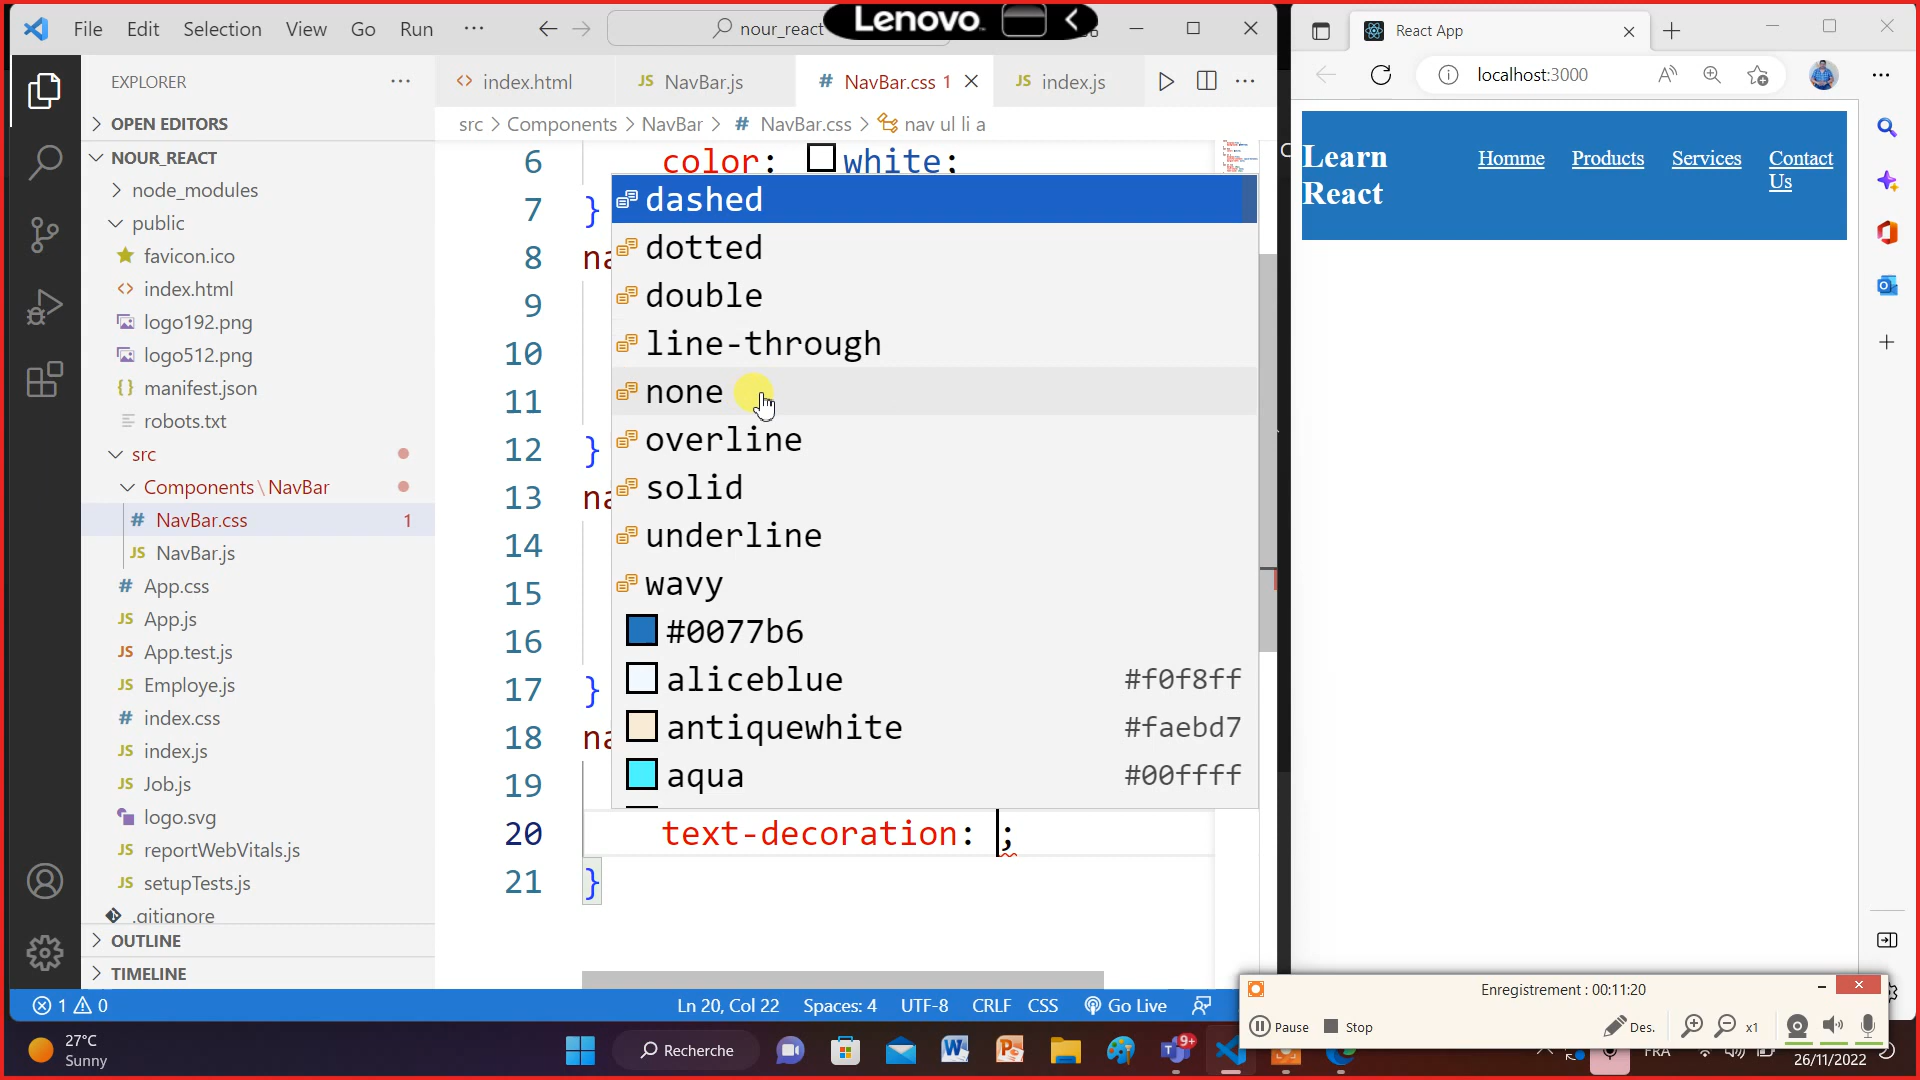 File Edit Selection View Go Run ···
nour_react
Lenovo
React App
localhost:3000
EXPLORER
index.html
NavBar.js
NavBar.css 1
index.js
src > Components > NavBar > # NavBar.css > nav ul li a
OPEN EDITORS
NOUR_REACT
node_modules
public
favicon.ico
index.html
logo192.png
logo512.png
manifest.json
robots.txt
src
Components\NavBar
NavBar.css 1
NavBar.js
App.css
App.js
App.test.js
Employe.js
index.css
index.js
Job.js
logo.svg
reportWebVitals.js
setupTests.js
.gitignore
OUTLINE
TIMELINE
6 color: white;
7 }
8 na
9
10
11
12 }
13 na
14
15
16
17 }
18 na
19
20 text-decoration: ;
21 }
dashed
dotted
double
line-through
none
overline
solid
underline
wavy
#0077b6
aliceblue #f0f8ff
antiquewhite #faebd7
aqua #00ffff
Learn
React
Homme
Products
Services
Contact
Us
1 0
Ln 20, Col 22
Spaces: 4
UTF-8
CRLF
CSS
Go Live
Enregistrement : 00:11:20
Pause
Stop
Des.
x1
27°C
Sunny
Recherche
9+
FRA
26/11/2022